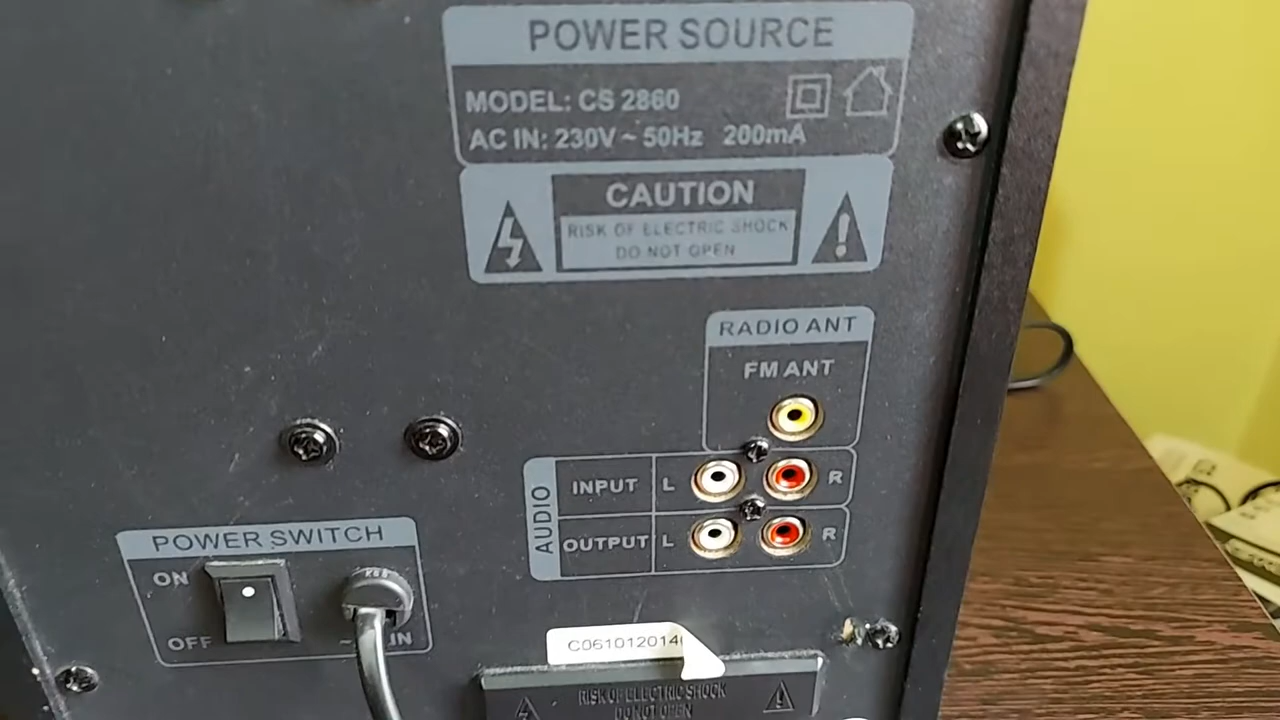 POWER SOURCE
MODEL: CS 2860
AC IN: 230V ~ 50Hz 200mA
CAUTION
RISK OF ELECTRIC SHOCK
DO NOT OPEN
RADIO ANT
FM ANT
AUDIO
INPUT L R
OUTPUT L R
POWER SWITCH
ON
OFF
~ IN
C061012014
RISK OF ELECTRIC SHOCK
DO NOT OPEN